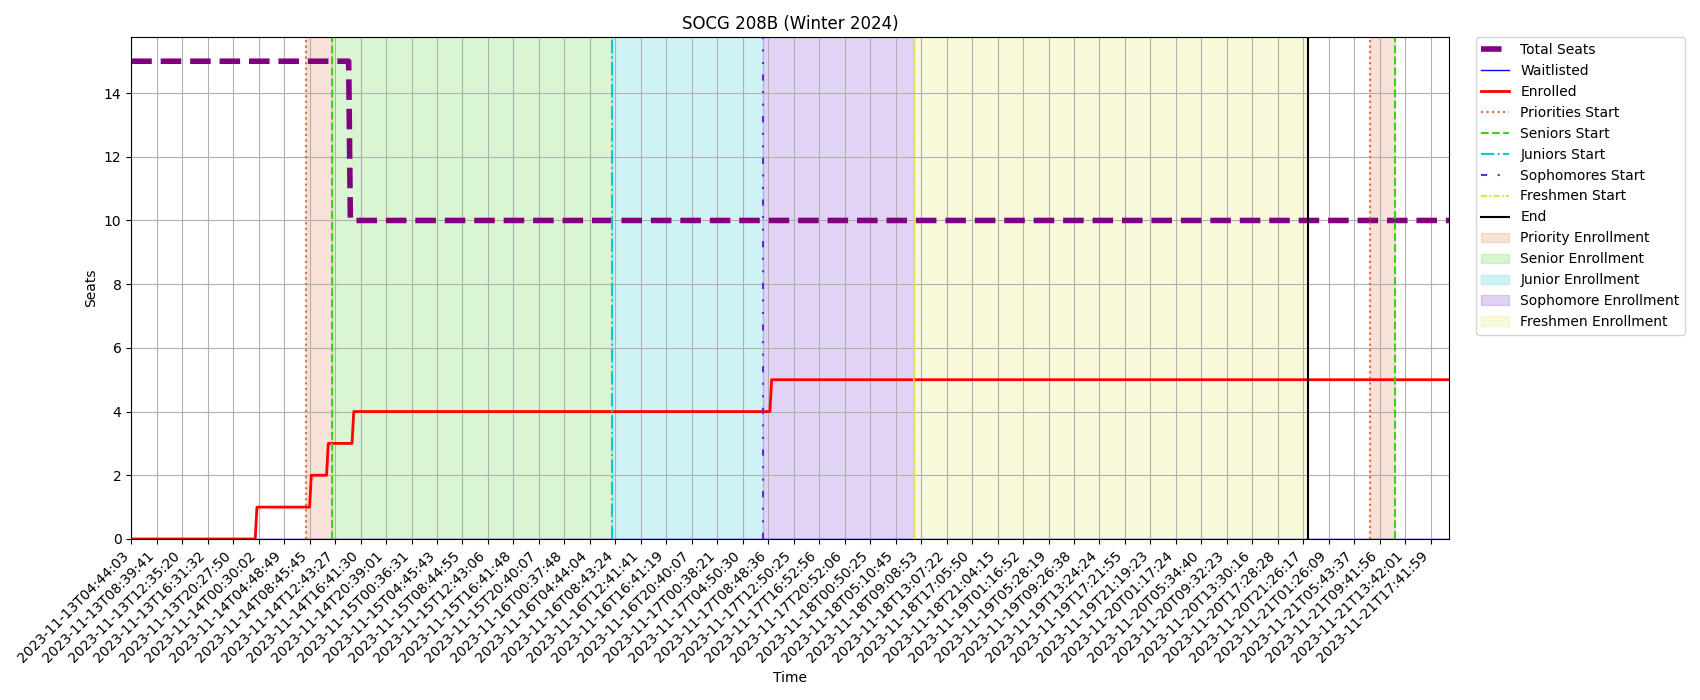 SOCG 208B (Winter 2024)
Seats
14
12
10
8
6
4
2
0
2023-11-13T04:44:03
2023-11-13T08:39:41
2023-11-13T12:35:20
2023-11-13T16:31:32
2023-11-13T20:27:50
2023-11-14T00:30:02
2023-11-14T04:48:49
2023-11-14T08:45:45
2023-11-14T12:43:27
2023-11-14T16:41:30
2023-11-14T20:39:01
2023-11-15T00:36:31
2023-11-15T04:45:43
2023-11-15T08:44:55
2023-11-15T12:43:06
2023-11-15T16:41:48
2023-11-15T20:40:07
2023-11-16T00:37:48
2023-11-16T04:44:04
2023-11-16T08:43:24
2023-11-16T12:41:41
2023-11-16T16:41:19
2023-11-16T20:40:07
2023-11-17T00:38:21
2023-11-17T04:50:30
2023-11-17T08:48:36
2023-11-17T12:50:25
2023-11-17T16:52:56
2023-11-17T20:52:06
2023-11-18T00:50:25
2023-11-18T05:10:45
2023-11-18T09:08:53
2023-11-18T13:07:22
2023-11-18T17:05:50
2023-11-18T21:04:15
2023-11-19T01:16:52
2023-11-19T05:28:19
2023-11-19T09:26:38
2023-11-19T13:24:24
2023-11-19T17:21:55
2023-11-19T21:19:23
2023-11-20T01:17:24
2023-11-20T05:34:40
2023-11-20T09:32:23
2023-11-20T13:30:16
2023-11-20T17:28:28
2023-11-20T21:26:17
2023-11-21T01:26:09
2023-11-21T05:43:37
2023-11-21T09:41:56
2023-11-21T13:42:01
2023-11-21T17:41:59
Time
Total Seats
Waitlisted
Enrolled
Priorities Start
Seniors Start
Juniors Start
Sophomores Start
Freshmen Start
End
Priority Enrollment
Senior Enrollment
Junior Enrollment
Sophomore Enrollment
Freshmen Enrollment